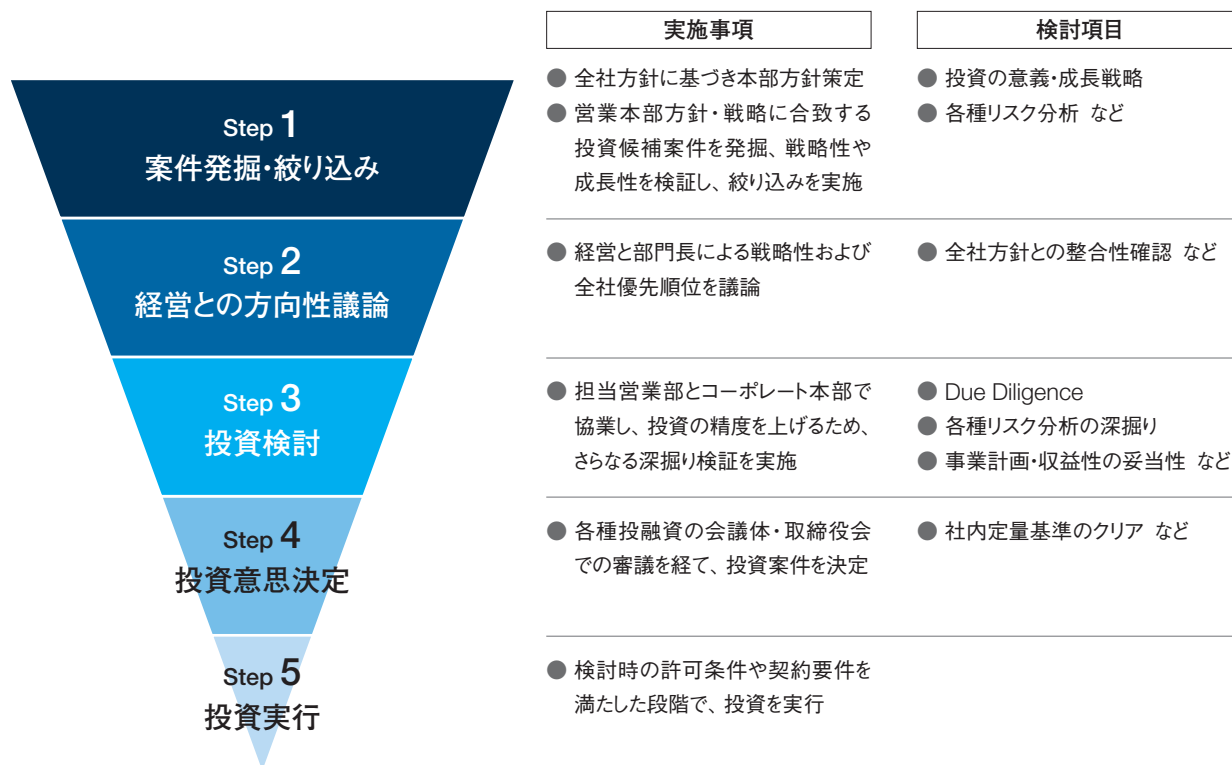 実施事項
検討項目
Step 1
案件発掘・絞り込み
● 全社方針に基づき本部方針策定
● 営業本部方針・戦略に合致する
投資候補案件を発掘、戦略性や
成長性を検証し、絞り込みを実施
● 投資の意義・成長戦略
● 各種リスク分析 など
Step 2
経営との方向性議論
● 経営と部門長による戦略性および
全社優先順位を議論
● 全社方針との整合性確認 など
Step 3
投資検討
● 担当営業部とコーポレート本部で
協業し、投資の精度を上げるため、
さらなる深掘り検証を実施
● Due Diligence
● 各種リスク分析の深掘り
● 事業計画・収益性の妥当性 など
Step 4
投資意思決定
● 各種投融資の会議体・取締役会
での審議を経て、投資案件を決定
● 社内定量基準のクリア など
Step 5
投資実行
● 検討時の許可条件や契約要件を
満たした段階で、投資を実行